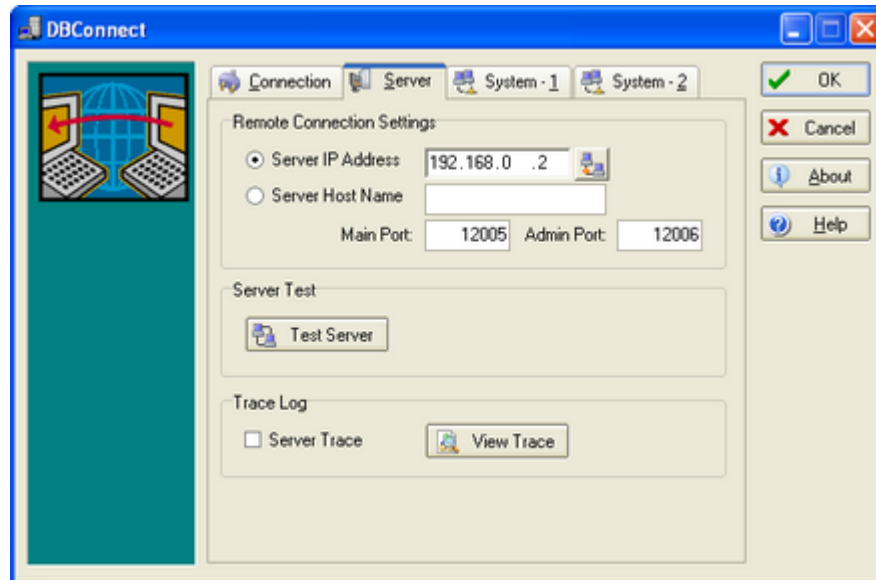 DBConnect
Connection Server System - 1 System - 2
OK
Cancel
About
Help
Remote Connection Settings
Server IP Address 192.168.0 .2
Server Host Name
Main Port: 12005 Admin Port: 12006
Server Test
Test Server
Trace Log
Server Trace View Trace